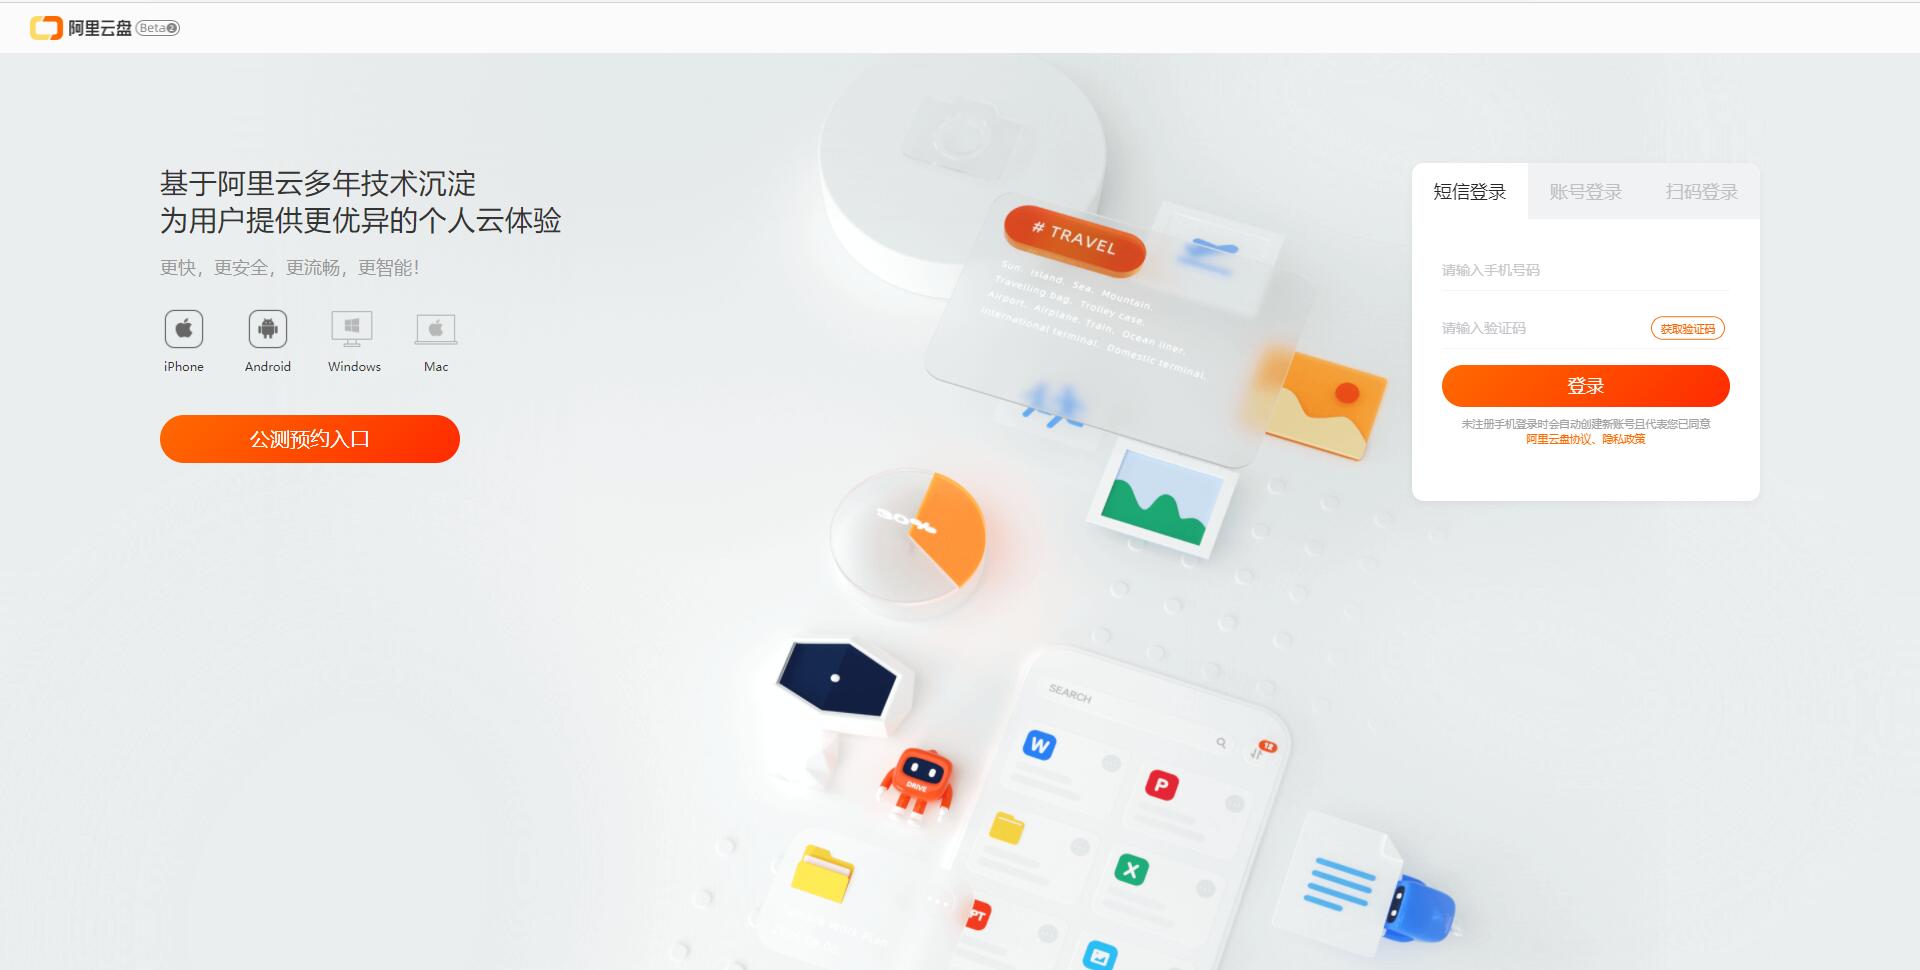 阿里云盘 Beta2
基于阿里云多年技术沉淀
为用户提供更优异的个人云体验
更快，更安全，更流畅，更智能！
iPhone Android Windows Mac
公测预约入口
# TRAVEL
Sun、Island、Sea、Mountain、
Travelling bag、Trolley case、
Airport、Airplane、Train、Ocean liner、
International terminal、Domestic terminal、
30%
SEARCH
12
W
P
X
PT
DRIVE
Work Plan
短信登录 账号登录 扫码登录
请输入手机号码
请输入验证码 获取验证码
登录
未注册手机登录时会自动创建新账号且代表您已同意
阿里云盘协议、隐私政策